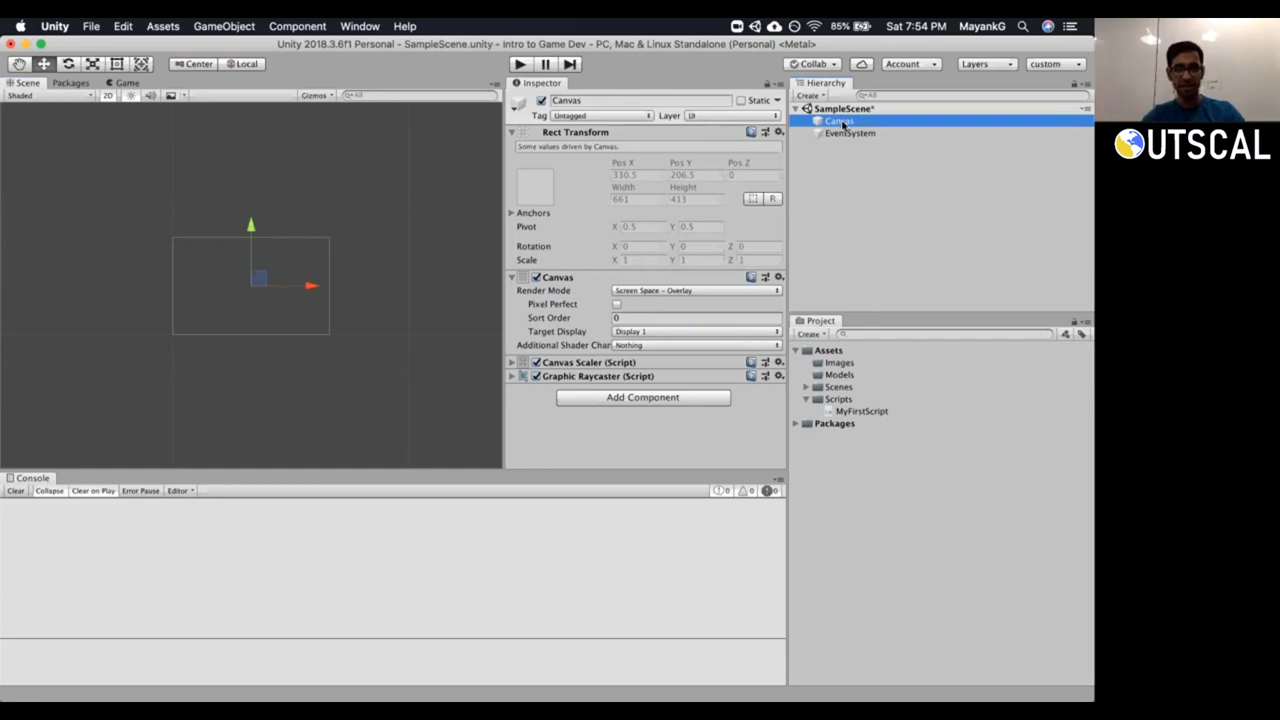 Unity File Edit Assets GameObject Component Window Help 85% Sat 7:54 PM MayankG
Unity 2018.3.6f1 Personal - SampleScene.unity - Intro to Game Dev - PC, Mac & Linux Standalone (Personal) <Metal>
Center Local Collab Account Layers custom
Scene Packages Game
Shaded 2D Gizmos All
Inspector
Canvas Static
Tag Untagged Layer UI
Rect Transform
Some values driven by Canvas.
Pos X Pos Y Pos Z
330.5 206.5 0
Width Height
661 413
R
Anchors
Pivot X 0.5 Y 0.5
Rotation X 0 Y 0 Z 0
Scale X 1 Y 1 Z 1
Canvas
Render Mode Screen Space - Overlay
Pixel Perfect
Sort Order 0
Target Display Display 1
Additional Shader Char Nothing
Canvas Scaler (Script)
Graphic Raycaster (Script)
Add Component
Hierarchy
Create All
SampleScene*
Canvas
EventSystem
Project
Create
Assets
Images
Models
Scenes
Scripts
MyFirstScript
Packages
Console
Clear Collapse Clear on Play Error Pause Editor 0 0 0
OUTSCAL